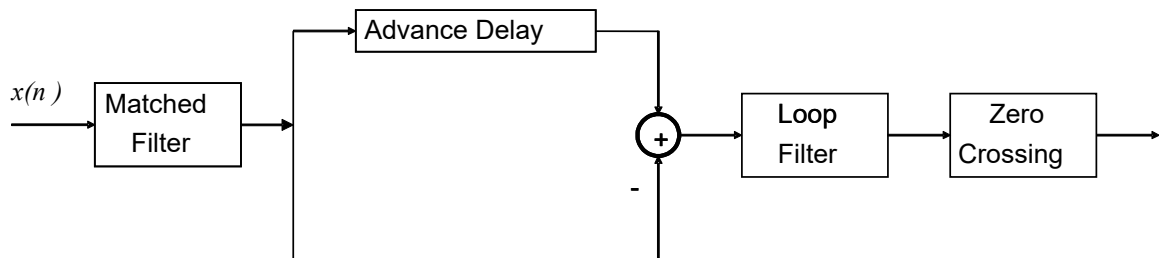 Advance Delay
x(n )
Matched
Filter
+
-
Loop
Filter
Zero
Crossing